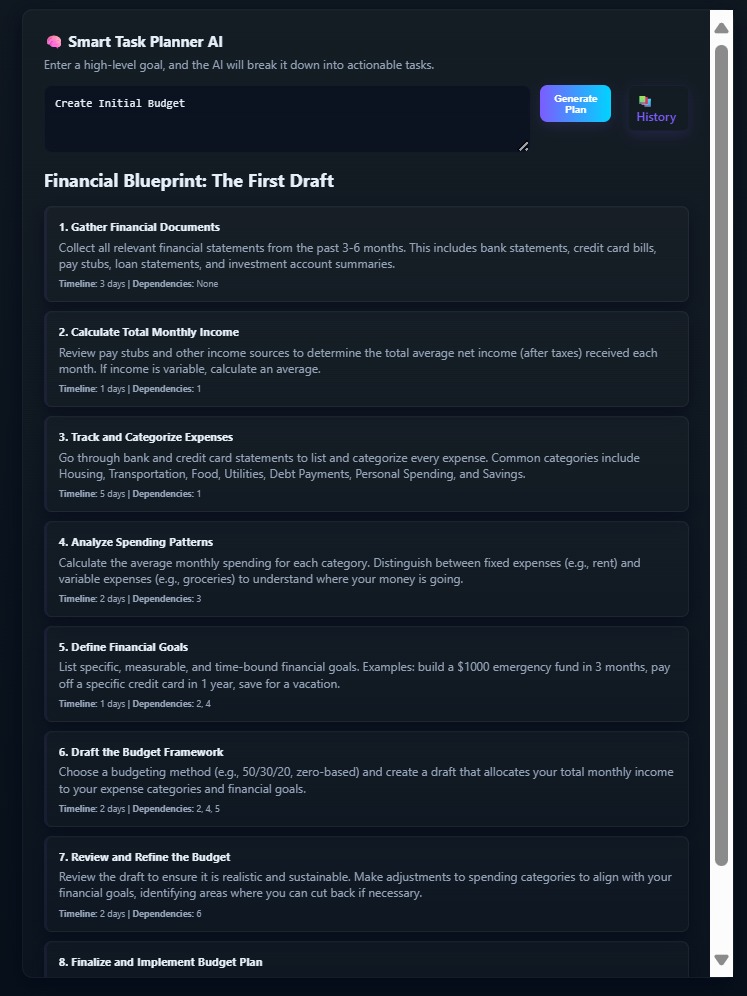 🧠 Smart Task Planner AI
Enter a high-level goal, and the AI will break it down into actionable tasks.
Create Initial Budget
Generate
Plan
📚
History
Financial Blueprint: The First Draft
1. Gather Financial Documents
Collect all relevant financial statements from the past 3-6 months. This includes bank statements, credit card bills,
pay stubs, loan statements, and investment account summaries.
Timeline: 3 days | Dependencies: None
2. Calculate Total Monthly Income
Review pay stubs and other income sources to determine the total average net income (after taxes) received each
month. If income is variable, calculate an average.
Timeline: 1 days | Dependencies: 1
3. Track and Categorize Expenses
Go through bank and credit card statements to list and categorize every expense. Common categories include
Housing, Transportation, Food, Utilities, Debt Payments, Personal Spending, and Savings.
Timeline: 5 days | Dependencies: 1
4. Analyze Spending Patterns
Calculate the average monthly spending for each category. Distinguish between fixed expenses (e.g., rent) and
variable expenses (e.g., groceries) to understand where your money is going.
Timeline: 2 days | Dependencies: 3
5. Define Financial Goals
List specific, measurable, and time-bound financial goals. Examples: build a $1000 emergency fund in 3 months, pay
off a specific credit card in 1 year, save for a vacation.
Timeline: 1 days | Dependencies: 2, 4
6. Draft the Budget Framework
Choose a budgeting method (e.g., 50/30/20, zero-based) and create a draft that allocates your total monthly income
to your expense categories and financial goals.
Timeline: 2 days | Dependencies: 2, 4, 5
7. Review and Refine the Budget
Review the draft to ensure it is realistic and sustainable. Make adjustments to spending categories to align with your
financial goals, identifying areas where you can cut back if necessary.
Timeline: 2 days | Dependencies: 6
8. Finalize and Implement Budget Plan